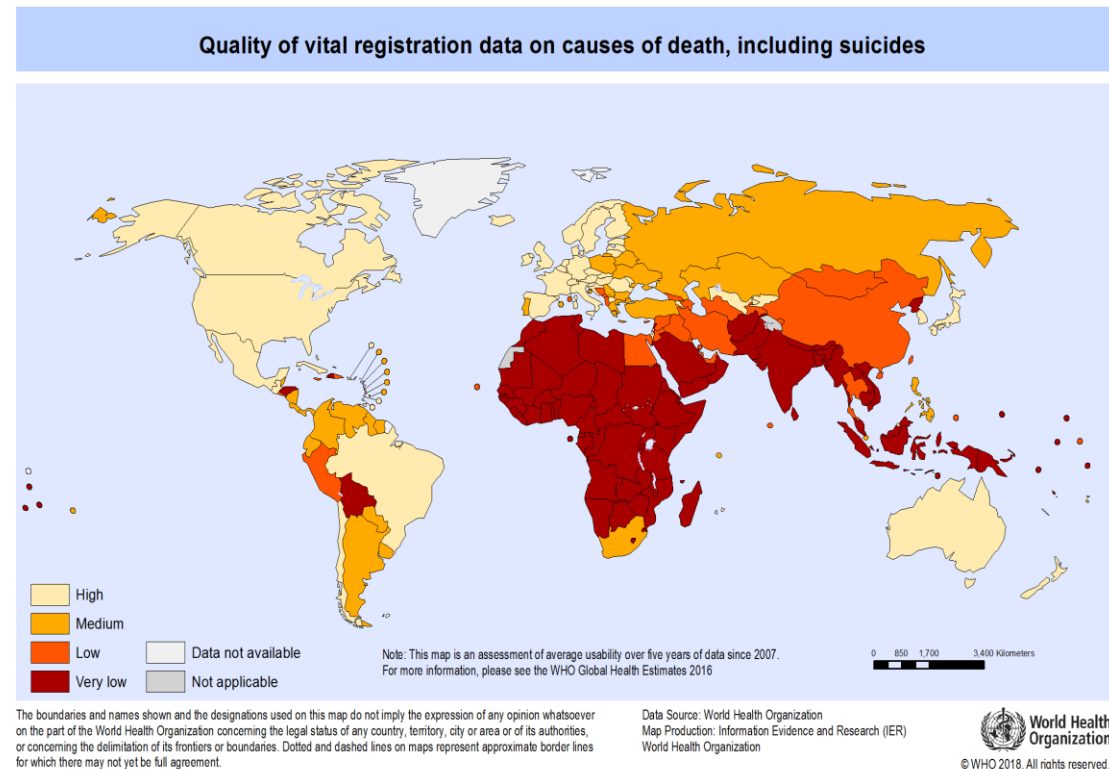 Quality of vital registration data on causes of death, including suicides
High
Medium
Low
Very low
Data not available
Not applicable
Note: This map is an assessment of average usability over five years of data since 2007.
For more information, please see the WHO Global Health Estimates 2016
0 850 1,700 3,400 Kilometers
The boundaries and names shown and the designations used on this map do not imply the expression of any opinion whatsoever
on the part of the World Health Organization concerning the legal status of any country, territory, city or area or of its authorities,
or concerning the delimitation of its frontiers or boundaries. Dotted and dashed lines on maps represent approximate border lines
for which there may not yet be full agreement.
Data Source: World Health Organization
Map Production: Information Evidence and Research (IER)
World Health Organization
World Health
Organization
© WHO 2018. All rights reserved.